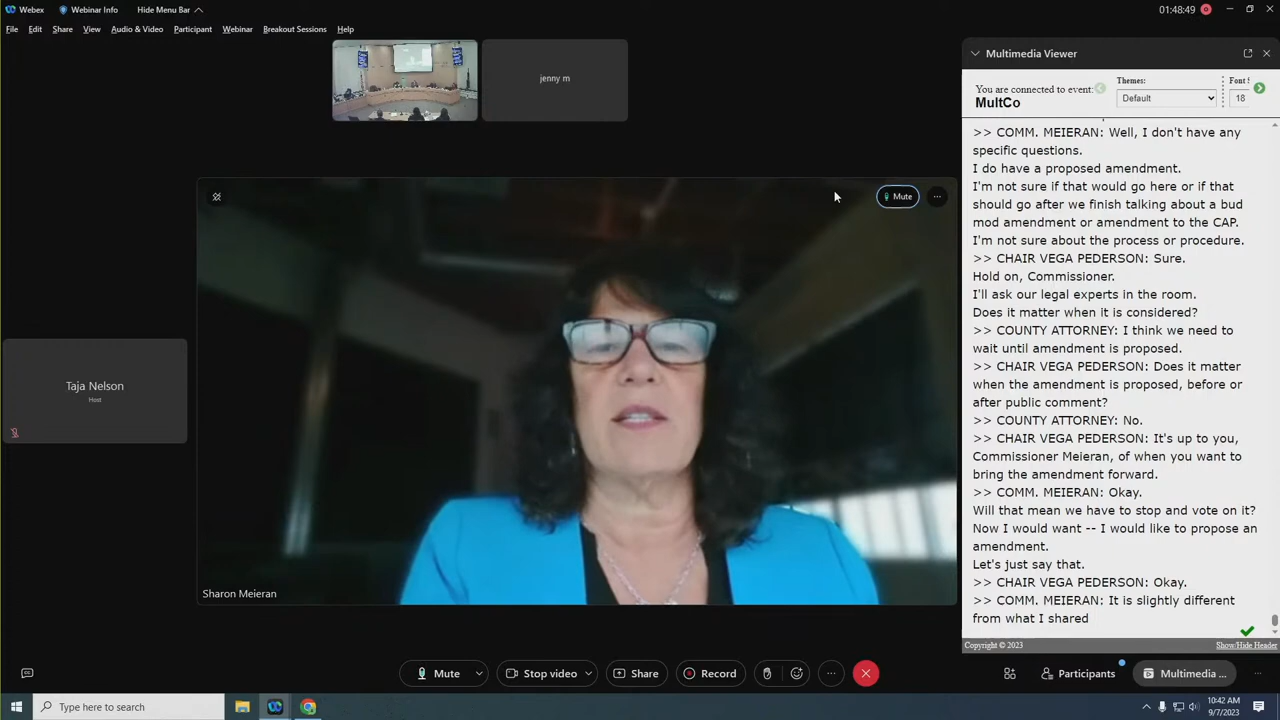 Webex
Webinar Info
Hide Menu Bar
01:48:49
File
Edit
Share
View
Audio & Video
Participant
Webinar
Breakout Sessions
Help
jenny m
Mute
Taja Nelson
Host
Sharon Meieran
Multimedia Viewer
You are connected to event:
MultCo
Themes:
Default
Font
18
>> COMM. MEIERAN: Well, I don't have any
specific questions.
I do have a proposed amendment.
I'm not sure if that would go here or if that
should go after we finish talking about a bud
mod amendment or amendment to the CAP.
I'm not sure about the process or procedure.
>> CHAIR VEGA PEDERSON: Sure.
Hold on, Commissioner.
I'll ask our legal experts in the room.
Does it matter when it is considered?
>> COUNTY ATTORNEY: I think we need to
wait until amendment is proposed.
>> CHAIR VEGA PEDERSON: Does it matter
when the amendment is proposed, before or
after public comment?
>> COUNTY ATTORNEY: No.
>> CHAIR VEGA PEDERSON: It's up to you,
Commissioner Meieran, of when you want to
bring the amendment forward.
>> COMM. MEIERAN: Okay.
Will that mean we have to stop and vote on it?
Now I would want -- I would like to propose an
amendment.
Let's just say that.
>> CHAIR VEGA PEDERSON: Okay.
>> COMM. MEIERAN: It is slightly different
from what I shared
Copyright © 2023
Show/Hide Header
Mute
Stop video
Share
Record
Participants
Multimedia ...
Type here to search
10:42 AM
9/7/2023